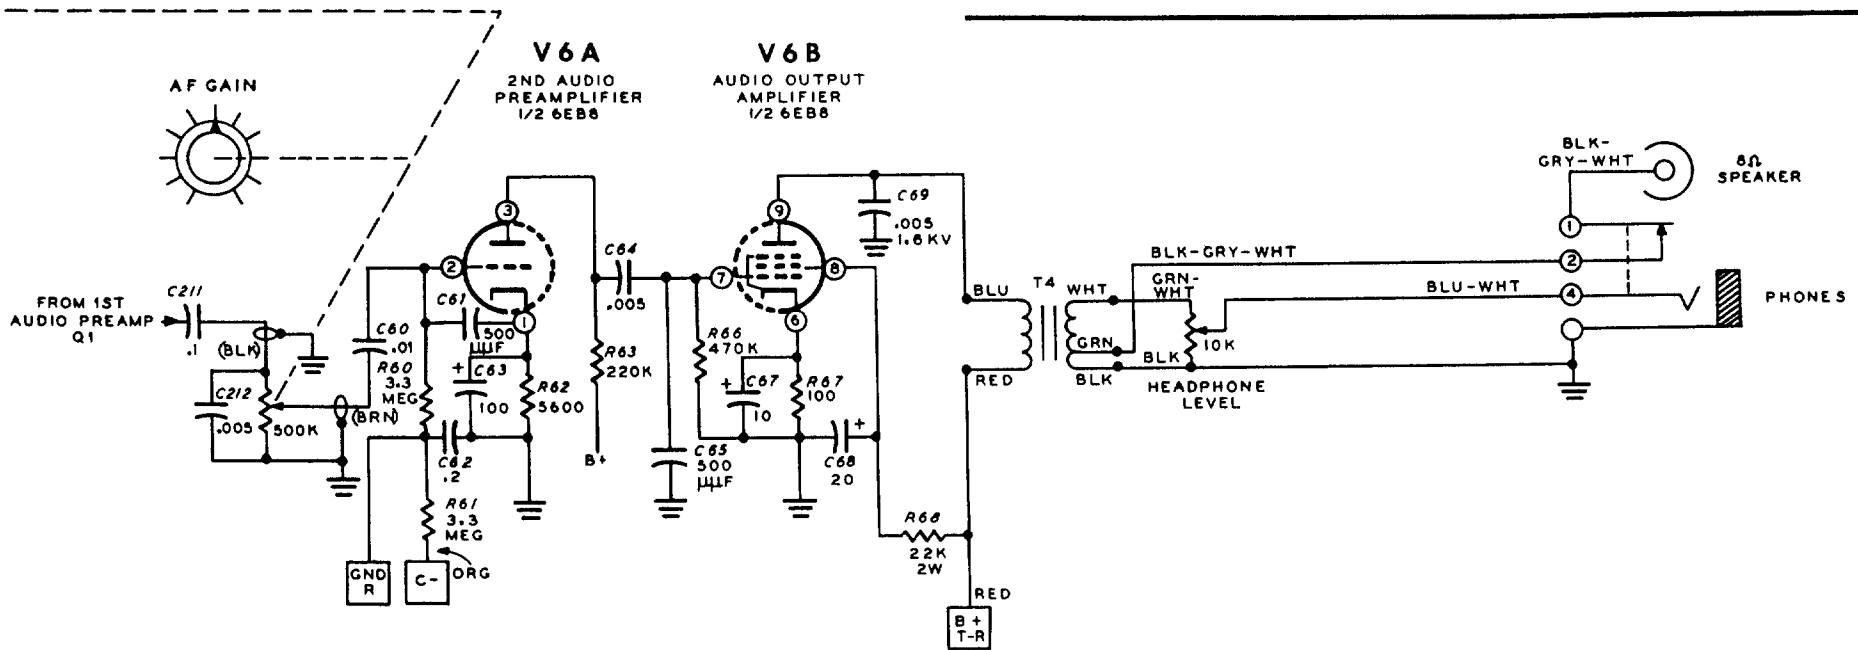 V6A
2ND AUDIO
PREAMPLIFIER
1/2 6EB8
V6B
AUDIO OUTPUT
AMPLIFIER
1/2 6EB8
AF GAIN
FROM 1ST
AUDIO PREAMP
Q1
C211
.1
(BLK)
C212
.005
500K
(BRN)
C60
.01
R60
3.3
MEG
2
3
1
C61
500
µµF
C63
+
100
R62
5600
C62
.2
R61
3.3
MEG
ORG
GND
R
C-
C64
.005
R63
220K
B+
C65
500
µµF
R66
470K
7
9
8
6
C67
+
10
R67
100
C68
+
20
C69
.005
1.6KV
R68
22K
2W
RED
B+
T-R
BLU
RED
T4
WHT
GRN
BLK
GRN-
WHT
BLK
10K
HEADPHONE
LEVEL
BLK-GRY-WHT
BLU-WHT
BLK-
GRY-WHT
8Ω
SPEAKER
1
2
4
PHONES